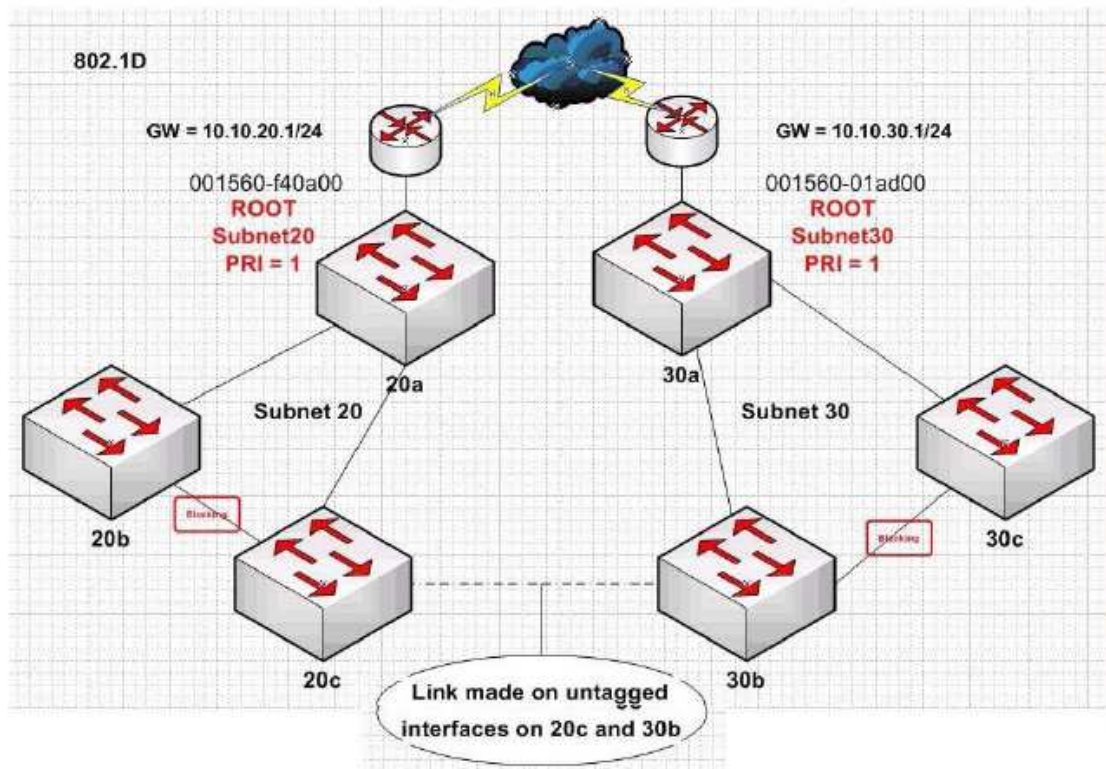 802.1D
GW = 10.10.20.1/24
GW = 10.10.30.1/24
001560-f40a00
ROOT
Subnet20
PRI = 1
001560-01ad00
ROOT
Subnet30
PRI = 1
20a
30a
Subnet 20
Subnet 30
Blocking
Blocking
20b
30c
20c
30b
Link made on untagged
interfaces on 20c and 30b